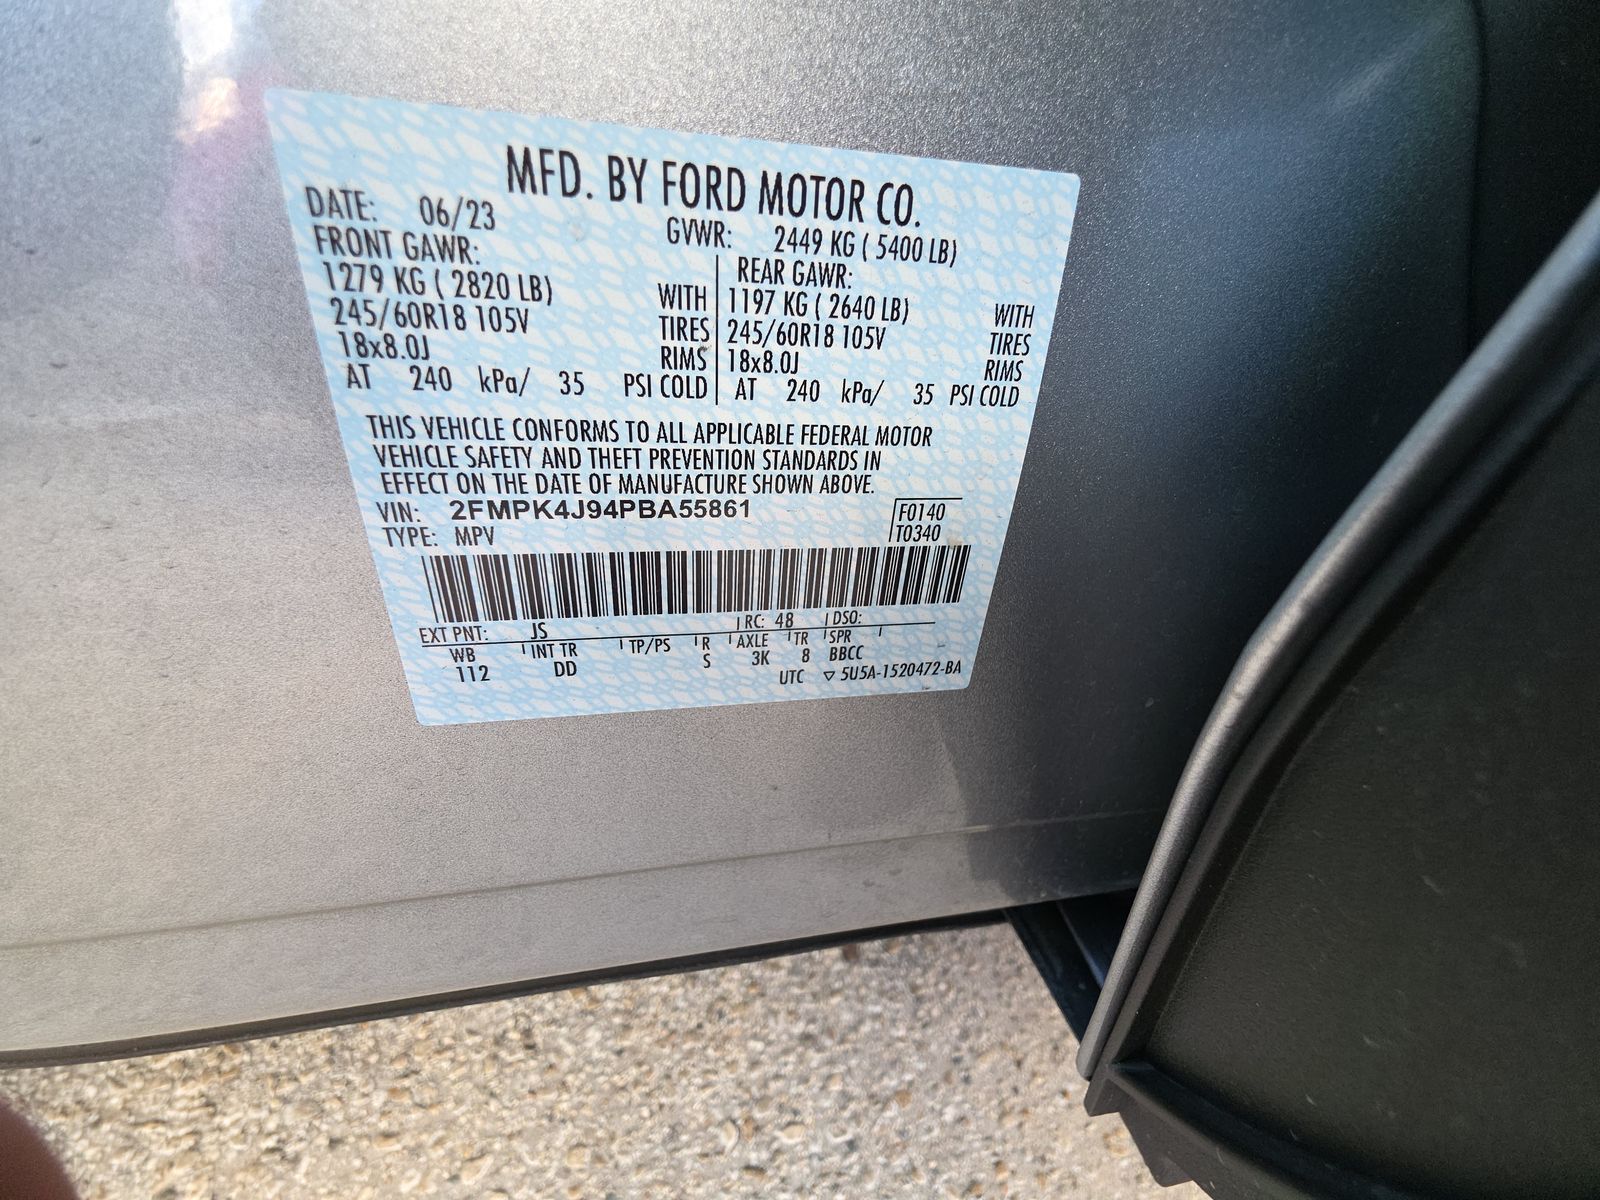 MFD. BY FORD MOTOR CO.
DATE: 06/23 GVWR: 2449 KG ( 5400 LB)
FRONT GAWR: REAR GAWR:
1279 KG ( 2820 LB) WITH 1197 KG ( 2640 LB) WITH
245/60R18 105V TIRES 245/60R18 105V TIRES
18x8.0J RIMS 18x8.0J RIMS
AT 240 kPa/ 35 PSI COLD AT 240 kPa/ 35 PSI COLD
THIS VEHICLE CONFORMS TO ALL APPLICABLE FEDERAL MOTOR
VEHICLE SAFETY AND THEFT PREVENTION STANDARDS IN
EFFECT ON THE DATE OF MANUFACTURE SHOWN ABOVE.
VIN: 2FMPK4J94PBA55861 F0140
TYPE: MPV T0340
EXT PNT: JS RC: 48 DSO:
WB INT TR TP/PS R AXLE TR SPR
112 DD S 3K 8 BBCC
UTC ▽ 5U5A-1520472-BA